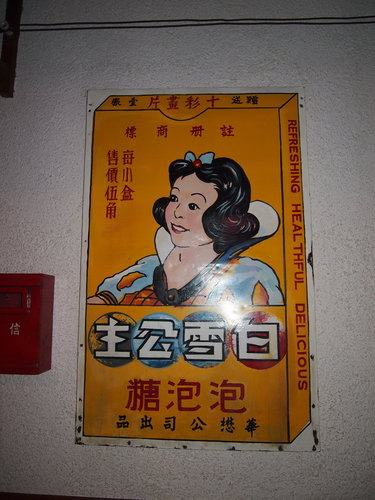 贈送十彩畫片壹張
註册商標
每小盒
售價伍角
REFRESHING HEALTHFUL DELICIOUS
白雪公主
泡泡糖
華懋公司出品
信